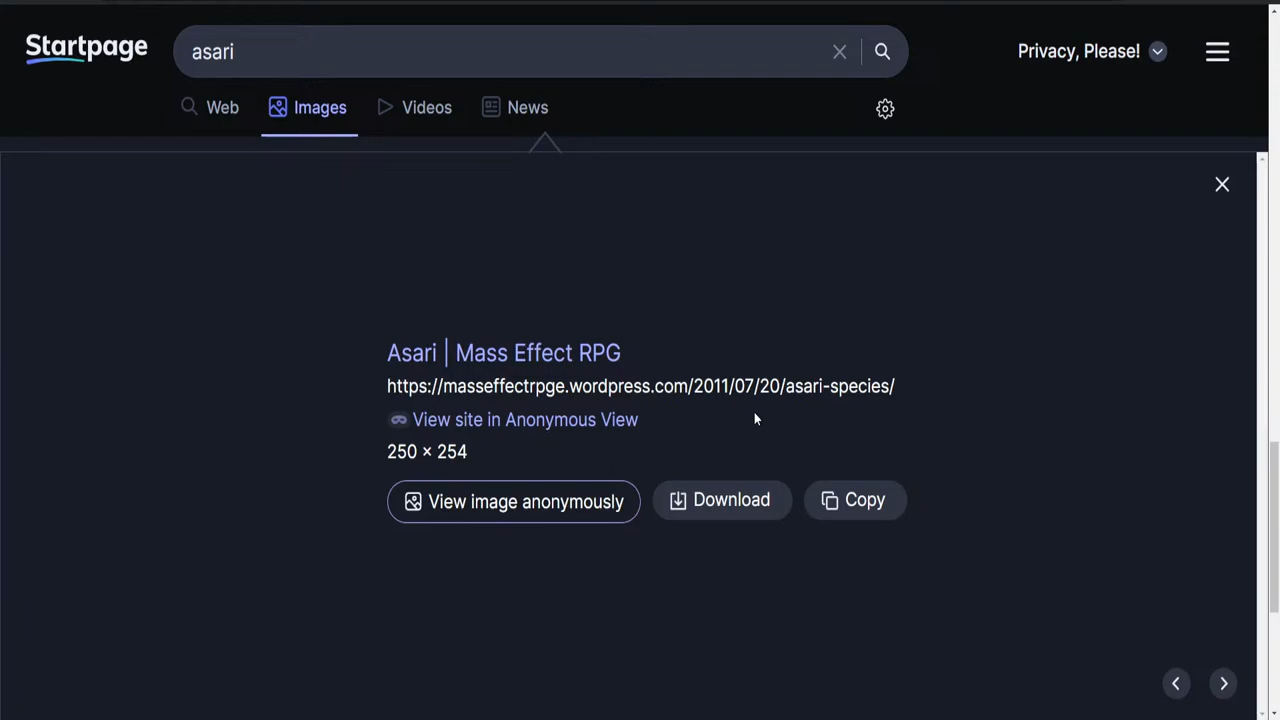 Startpage
asari
Privacy, Please!
Web
Images
Videos
News
Asari | Mass Effect RPG
https://masseffectrpge.wordpress.com/2011/07/20/asari-species/
View site in Anonymous View
250 × 254
View image anonymously
Download
Copy